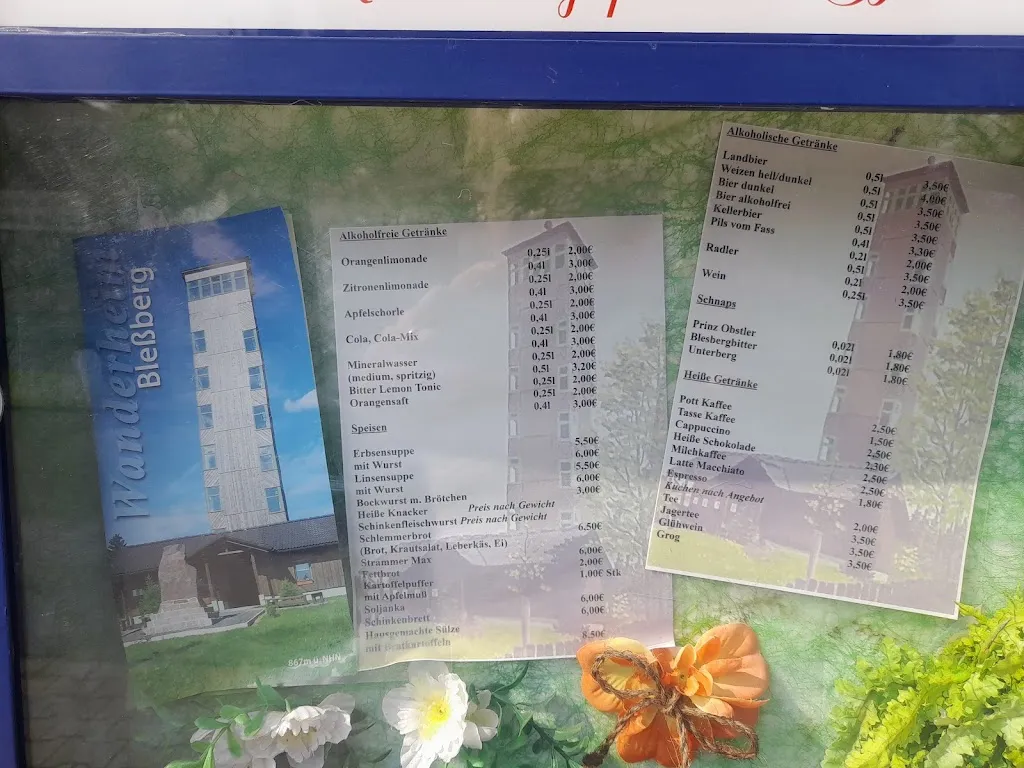 Wanderheim
Bleßberg
867m ü. NHN
Alkoholfreie Getränke
Orangenlimonade 0,25l 2,00€
0,4l 3,00€
Zitronenlimonade 0,25l 2,00€
0,4l 3,00€
Apfelschorle 0,25l 2,00€
0,4l 3,00€
Cola, Cola-Mix 0,25l 2,00€
0,4l 3,00€
Mineralwasser 0,25l 2,00€
(medium, spritzig) 0,5l 3,20€
Bitter Lemon Tonic 0,25l 2,00€
Orangensaft 0,25l 2,00€
0,4l 3,00€
Speisen
Erbsensuppe 5,50€
mit Wurst 6,00€
Linsensuppe 5,50€
mit Wurst 6,00€
Bockwurst m. Brötchen 3,00€
Heiße Knacker Preis nach Gewicht
Schinkenfleischwurst Preis nach Gewicht
Schlemmerbrot 6,50€
(Brot, Krautsalat, Leberkäs, Ei)
Strammer Max 6,00€
Fettbrot 2,00€
Kartoffelpuffer 1,00€ Stk
mit Apfelmuß
Soljanka 6,00€
Schinkenbrett 6,00€
Hausgemachte Sülze
mit Bratkartoffeln 8,50€
Alkoholische Getränke
Landbier 0,5l 3,50€
Weizen hell/dunkel 0,5l 4,00€
Bier dunkel 0,5l 3,50€
Bier alkoholfrei 0,5l 3,50€
Kellerbier 0,4l 3,30€
Pils vom Fass 0,2l 2,00€
0,5l 3,50€
Radler 0,2l 2,00€
Wein 0,25l 3,50€
Schnaps
Prinz Obstler 0,02l 1,80€
Blesbergbitter 0,02l 1,80€
Unterberg 0,02l 1,80€
Heiße Getränke
Pott Kaffee 2,50€
Tasse Kaffee 1,50€
Cappuccino 2,50€
Heiße Schokolade 2,30€
Milchkaffee 2,50€
Latte Macchiato 2,50€
Espresso 1,80€
Kuchen nach Angebot
Tee 2,00€
Jagertee 3,50€
Glühwein 3,50€
Grog 3,50€